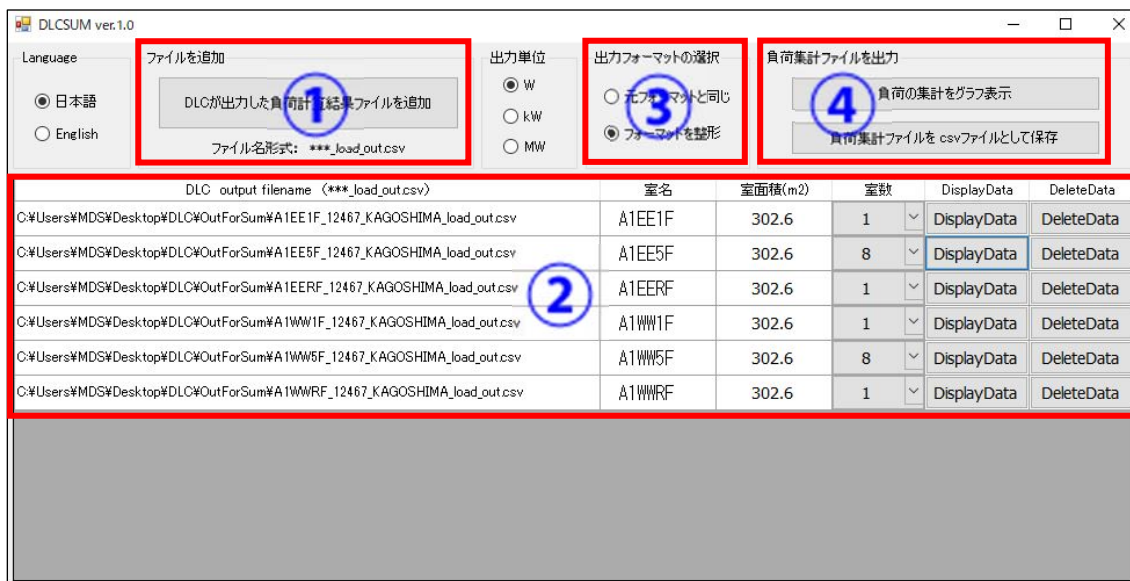 DLCSUM ver.1.0
Language
日本語
English
ファイルを追加
DLCが出力した負荷計算結果ファイルを追加
ファイル名形式: ***_load_out.csv
①
出力単位
W
kW
MW
出力フォーマットの選択
元フォーマットと同じ
フォーマットを整形
③
負荷集計ファイルを出力
負荷の集計をグラフ表示
負荷集計ファイルを csvファイルとして保存
④
DLC output filename (***_load_out.csv) 室名 室面積(m2) 室数 DisplayData DeleteData
C:¥Users¥MDS¥Desktop¥DLC¥OutForSum¥A1EE1F_12467_KAGOSHIMA_load_out.csv A1EE1F 302.6 1 DisplayData DeleteData
C:¥Users¥MDS¥Desktop¥DLC¥OutForSum¥A1EE5F_12467_KAGOSHIMA_load_out.csv A1EE5F 302.6 8 DisplayData DeleteData
C:¥Users¥MDS¥Desktop¥DLC¥OutForSum¥A1EERF_12467_KAGOSHIMA_load_out.csv A1EERF 302.6 1 DisplayData DeleteData
②
C:¥Users¥MDS¥Desktop¥DLC¥OutForSum¥A1WW1F_12467_KAGOSHIMA_load_out.csv A1WW1F 302.6 1 DisplayData DeleteData
C:¥Users¥MDS¥Desktop¥DLC¥OutForSum¥A1WW5F_12467_KAGOSHIMA_load_out.csv A1WW5F 302.6 8 DisplayData DeleteData
C:¥Users¥MDS¥Desktop¥DLC¥OutForSum¥A1WWRF_12467_KAGOSHIMA_load_out.csv A1WWRF 302.6 1 DisplayData DeleteData